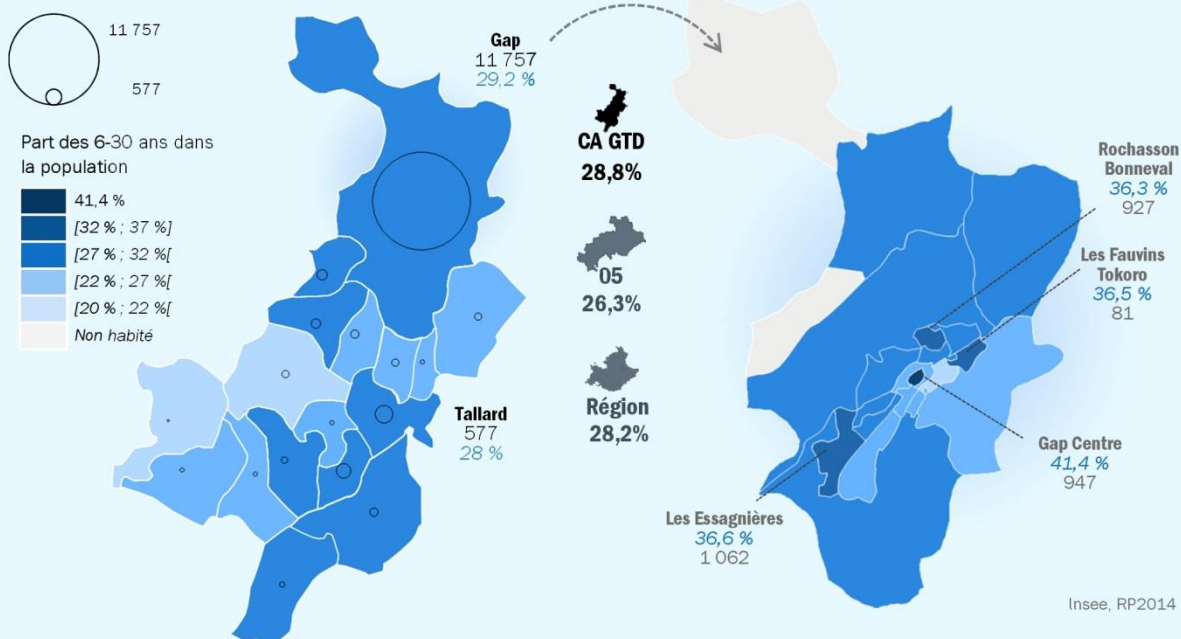 11 757
577
Part des 6-30 ans dans
la population
41,4 %
[32 % ; 37 %]
[27 % ; 32 %[
[22 % ; 27 %[
[20 % ; 22 %[
Non habité
Gap
11 757
29,2 %
Tallard
577
28 %
CA GTD
28,8%
05
26,3%
Région
28,2%
Rochasson
Bonneval
36,3 %
927
Les Fauvins
Tokoro
36,5 %
81
Gap Centre
41,4 %
947
Les Essagnières
36,6 %
1 062
Insee, RP2014